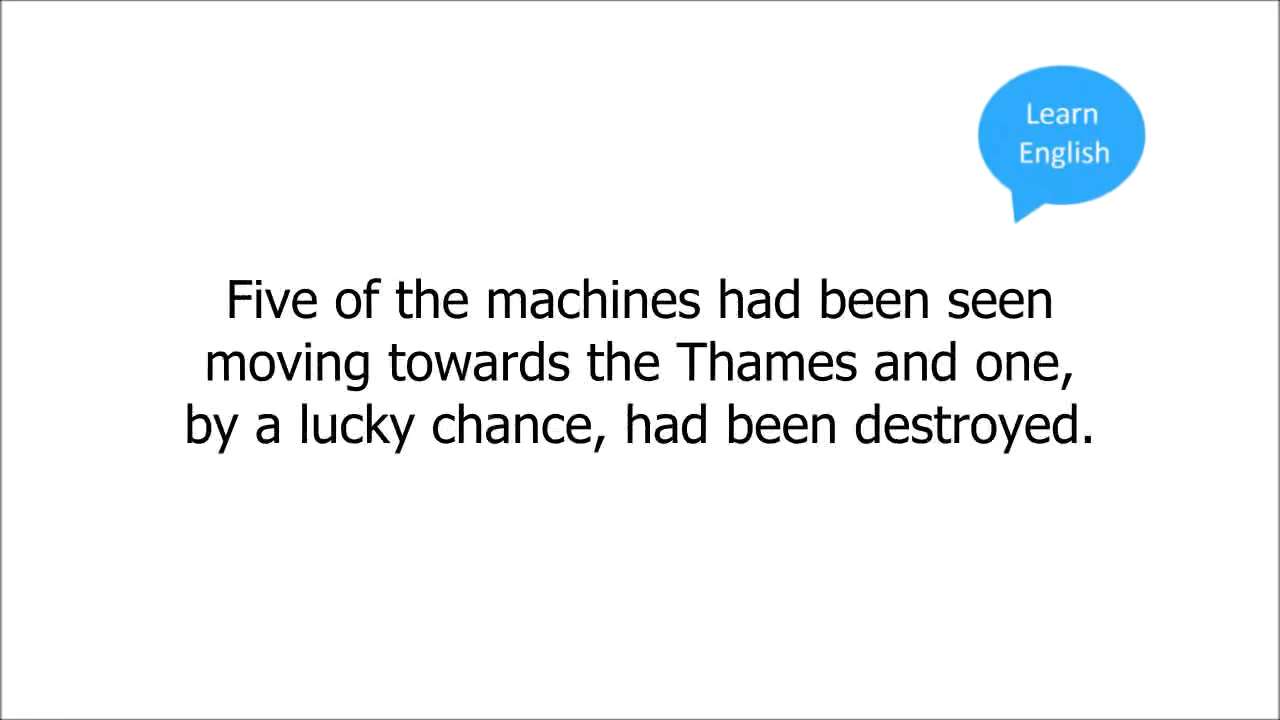 Learn
English
Five of the machines had been seen
moving towards the Thames and one,
by a lucky chance, had been destroyed.